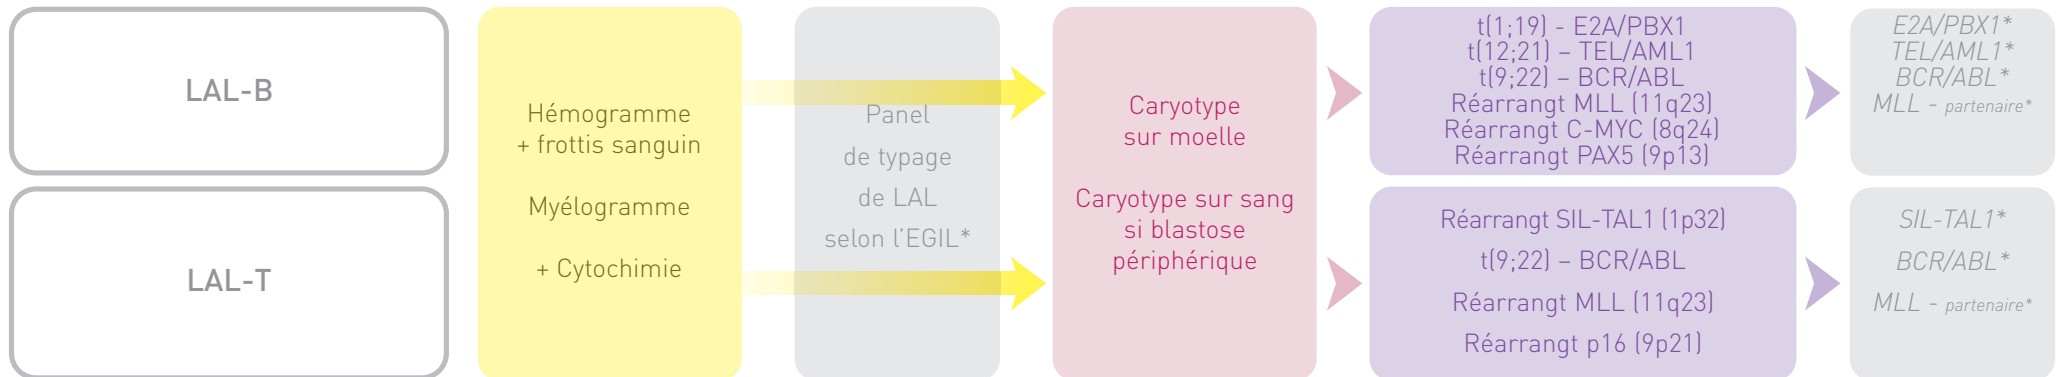 LAL-B
LAL-T
Hémogramme
+ frottis sanguin
Myélogramme
+ Cytochimie
Panel
de typage
de LAL
selon l'EGIL*
Caryotype
sur moelle
Caryotype sur sang
si blastose
périphérique
t(1;19) - E2A/PBX1
t(12;21) – TEL/AML1
t(9;22) – BCR/ABL
Réarrangt MLL (11q23)
Réarrangt C-MYC (8q24)
Réarrangt PAX5 (9p13)
E2A/PBX1*
TEL/AML1*
BCR/ABL*
MLL - partenaire*
Réarrangt SIL-TAL1 (1p32)
t(9;22) – BCR/ABL
Réarrangt MLL (11q23)
Réarrangt p16 (9p21)
SIL-TAL1*
BCR/ABL*
MLL - partenaire*